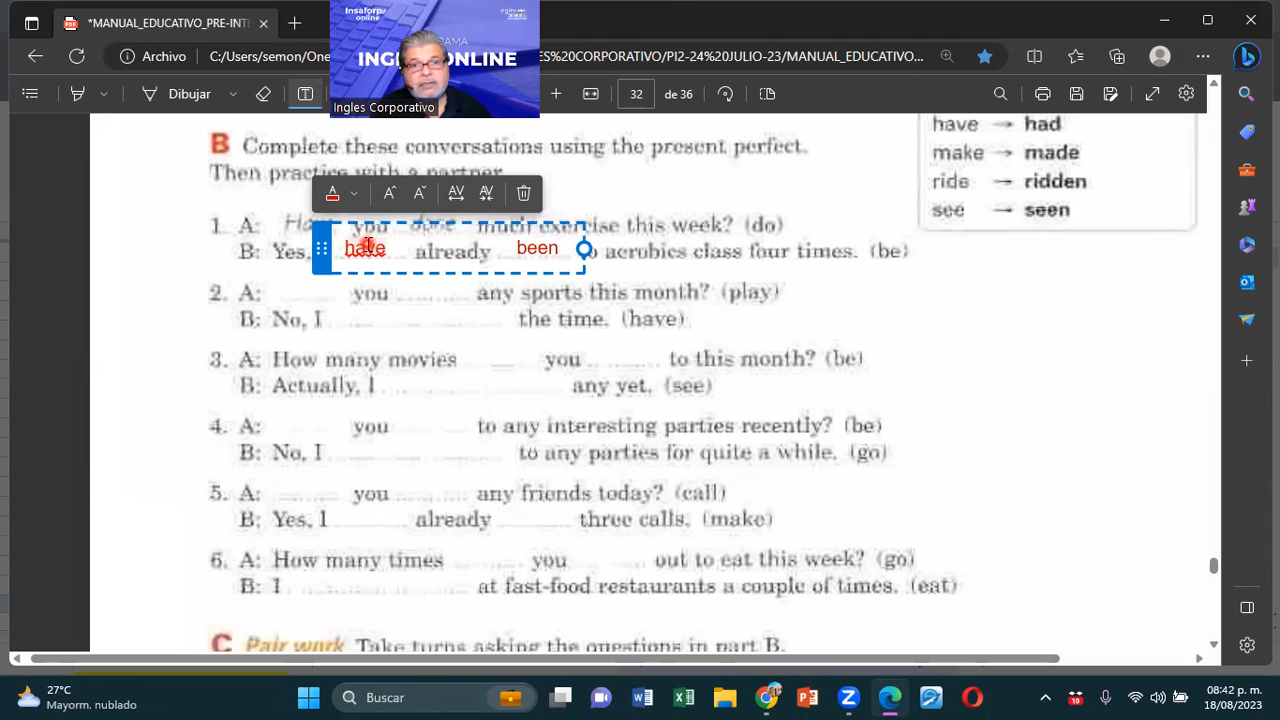 *MANUAL_EDUCATIVO_PRE-INTE
Archivo
C:/Users/semon/One
ES%20CORPORATIVO/PI2-24%20JULIO-23/MANUAL_EDUCATIVO...
Insaforp online
INGL ONLINE
Ingles Corporativo
Dibujar
32
de 36
B Complete these conversations using the present perfect.
Then practice with a partner.
have → had
make → made
ride → ridden
see → seen
1. A: Have you done much exercise this week? (do)
B: Yes, have already been to aerobics class four times. (be)
2. A: you any sports this month? (play)
B: No, I the time. (have)
3. A: How many movies you to this month? (be)
B: Actually, I any yet. (see)
4. A: you to any interesting parties recently? (be)
B: No, I to any parties for quite a while. (go)
5. A: you any friends today? (call)
B: Yes, I already three calls. (make)
6. A: How many times you out to eat this week? (go)
B: I at fast-food restaurants a couple of times. (eat)
C Pair work Take turns asking the questions in part B.
27°C
Mayorm. nublado
Buscar
10
08:42 p. m.
18/08/2023